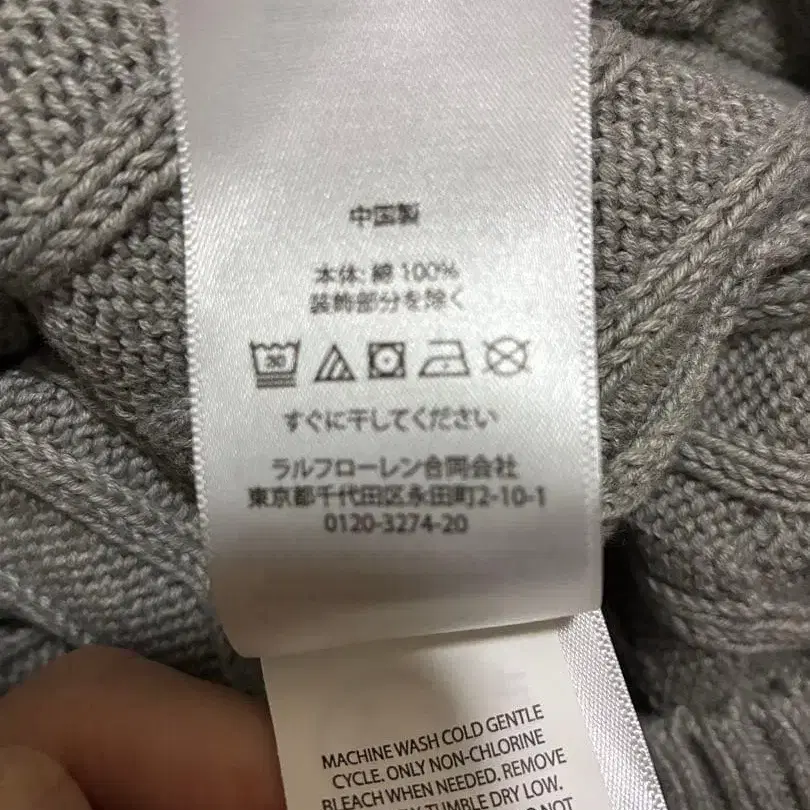 中国製
本体: 綿 100%
装飾部分を除く
30
すぐに干してください
ラルフローレン合同会社
東京都千代田区永田町2-10-1
0120-3274-20
MACHINE WASH COLD GENTLE
CYCLE. ONLY NON-CHLORINE
BLEACH WHEN NEEDED. REMOVE
TUMBLE DRY LOW.
DO NOT